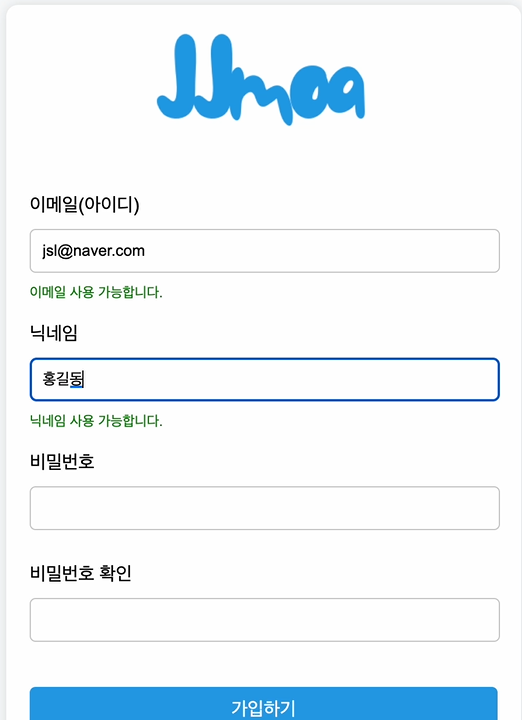 JJmoa
이메일(아이디)
jsl@naver.com
이메일 사용 가능합니다.
닉네임
홍길동
닉네임 사용 가능합니다.
비밀번호
비밀번호 확인
가입하기